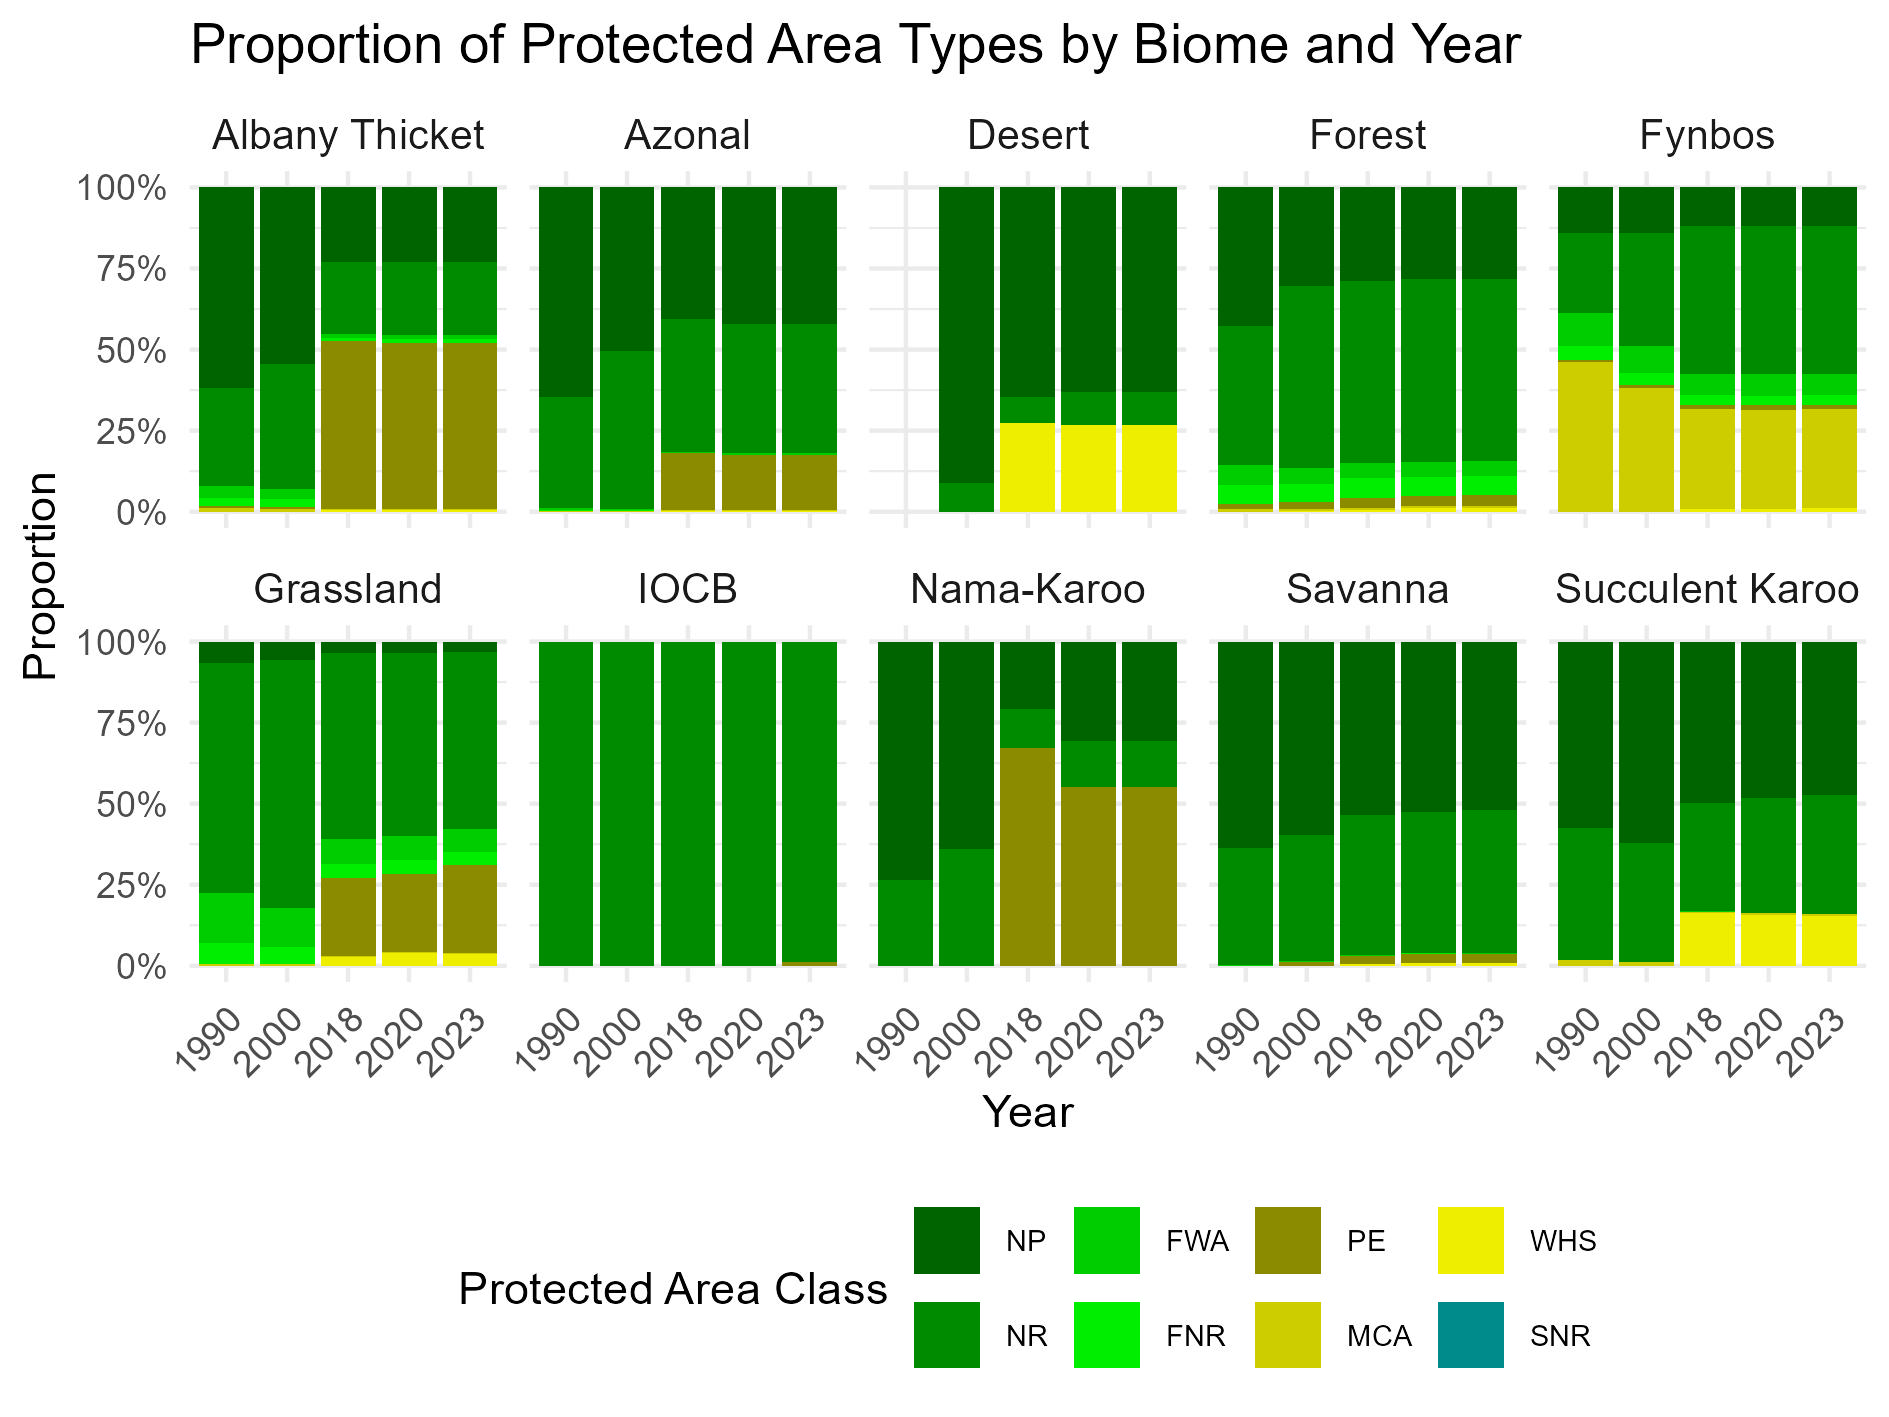 Proportion of Protected Area Types by Biome and Year
Albany Thicket Azonal Desert Forest Fynbos
100%
75%
50%
25%
0%
Proportion
Grassland IOCB Nama-Karoo Savanna Succulent Karoo
100%
75%
50%
25%
0%
1990 2000 2018 2020 2023 1990 2000 2018 2020 2023 1990 2000 2018 2020 2023 1990 2000 2018 2020 2023 1990 2000 2018 2020 2023
Year
Protected Area Class
NP FWA PE WHS
NR FNR MCA SNR